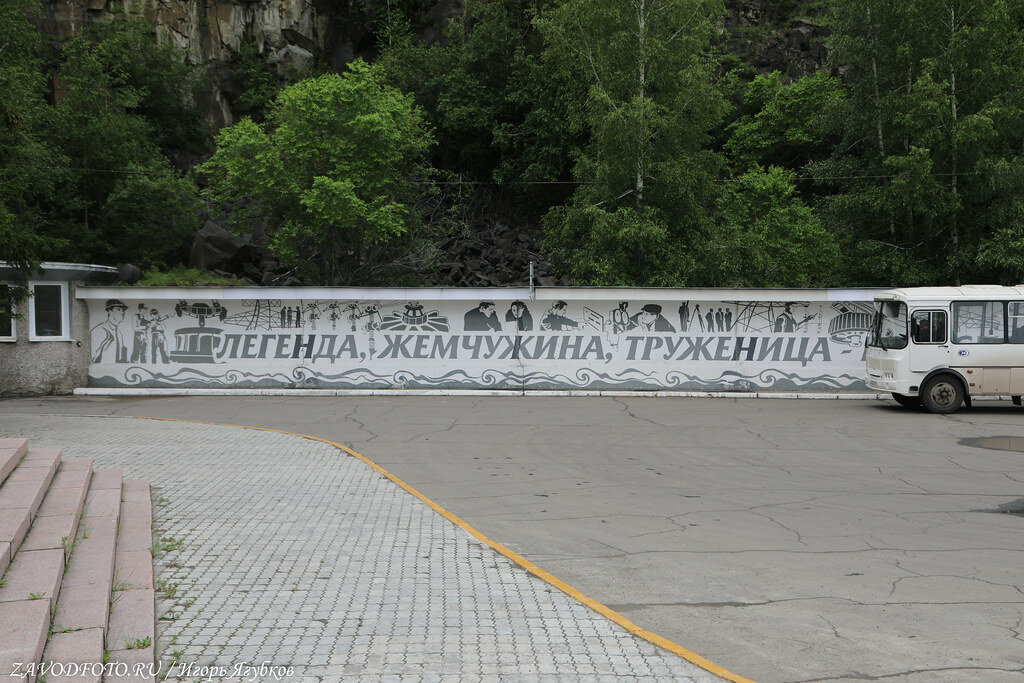 ЛЕГЕНДА, ЖЕМЧУЖИНА, ТРУЖЕНИЦА -
ZAVODFOTO.RU / Игорь Ягубков